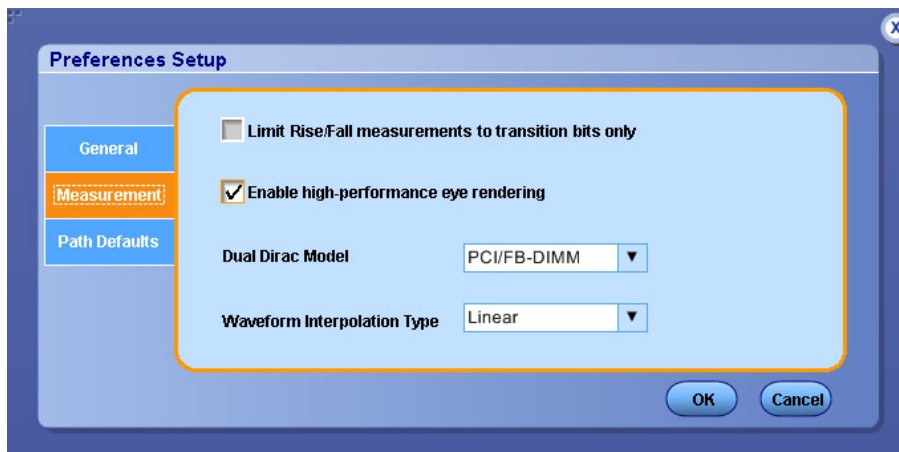 Preferences Setup
Limit Rise/Fall measurements to transition bits only
General
Measurement
Enable high-performance eye rendering
Path Defaults
Dual Dirac Model
PCI/FB-DIMM
Waveform Interpolation Type
Linear
OK
Cancel